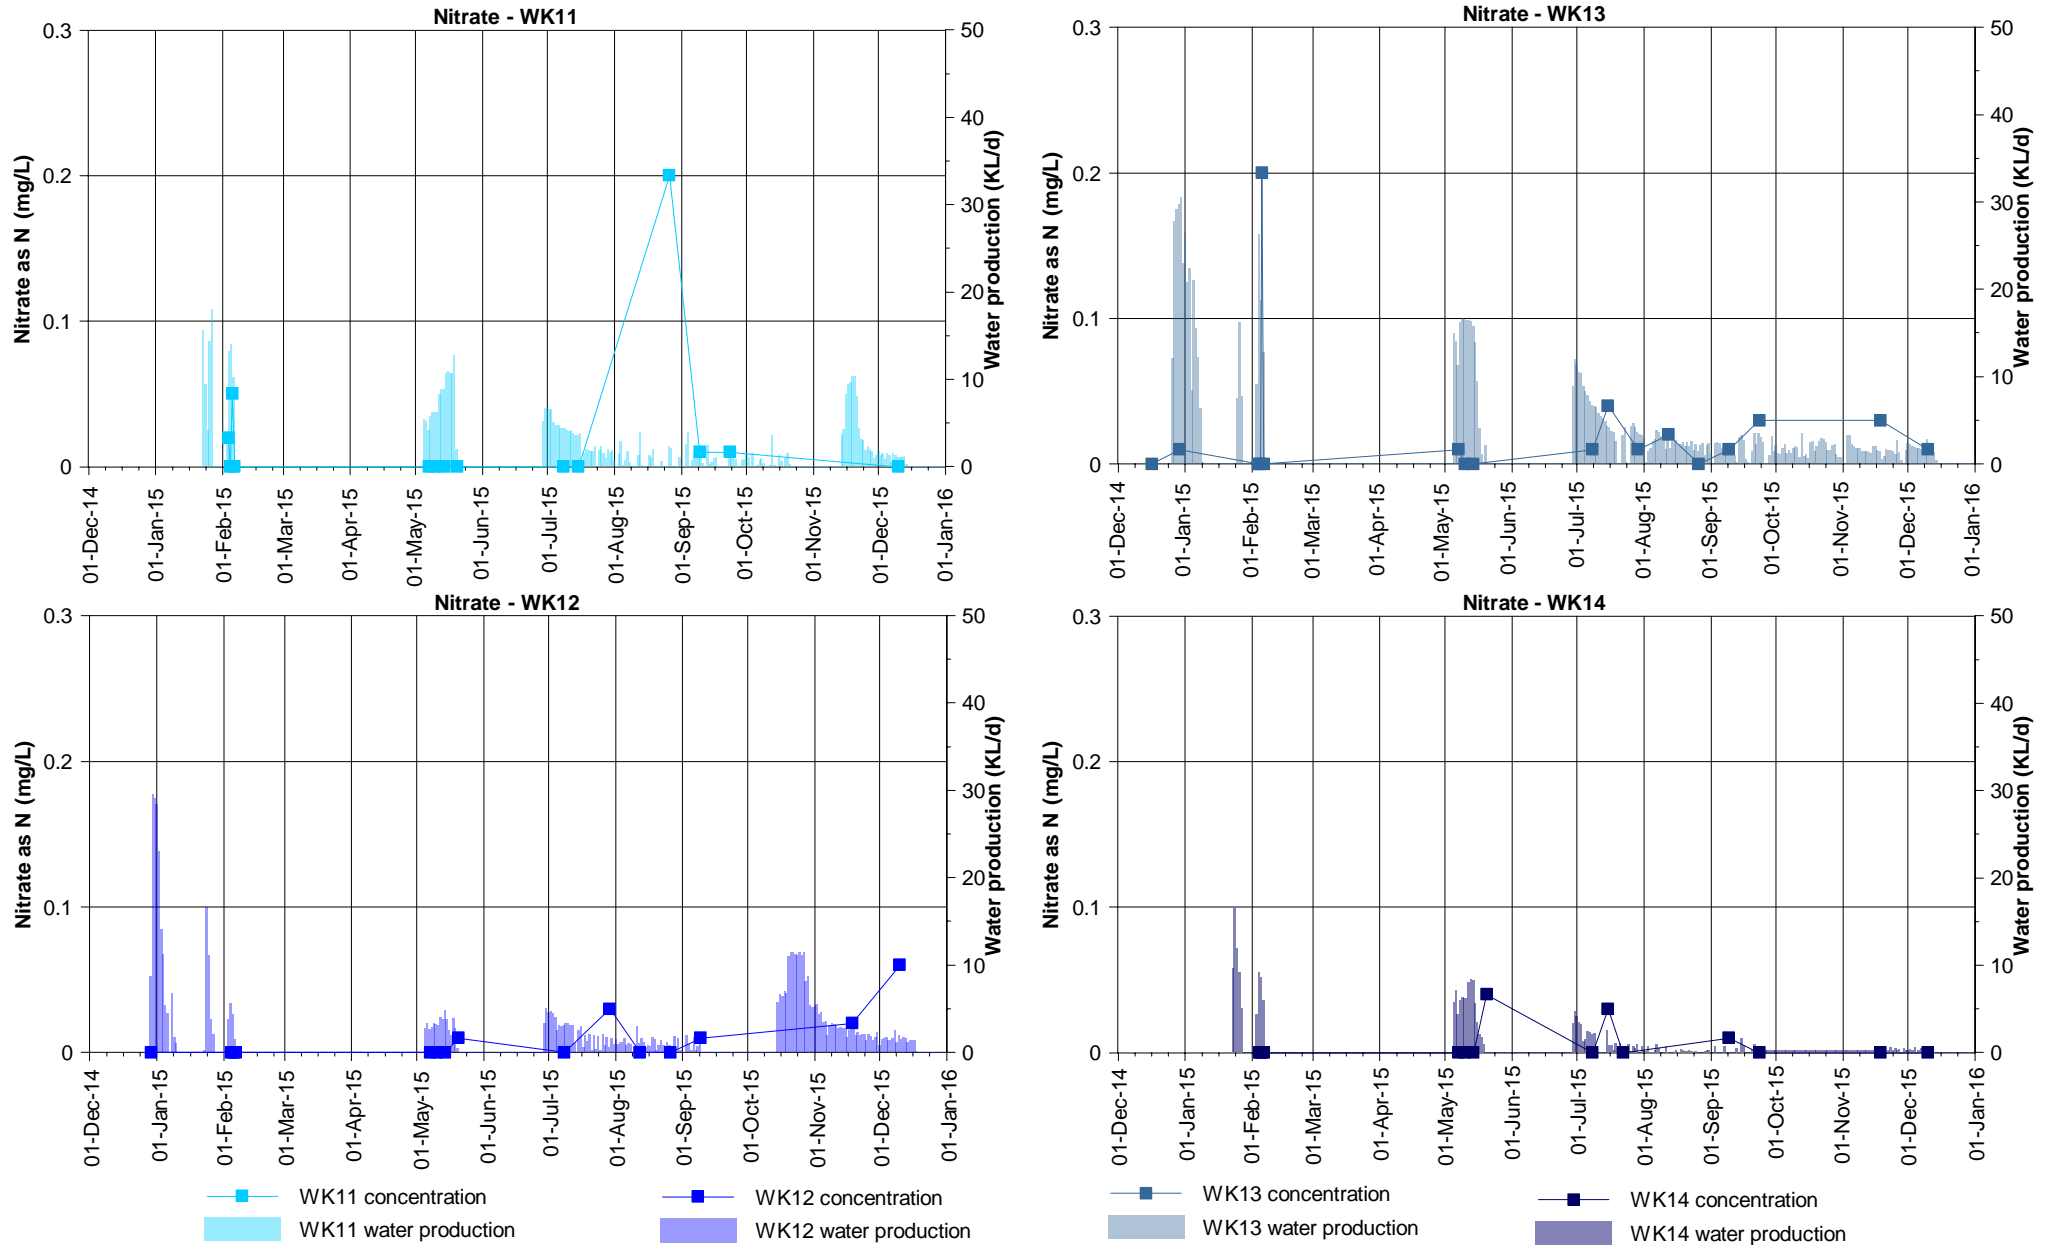 Nitrate - WK11
0.3
0.2
0.1
0
Nitrate as N (mg/L)
50
40
30
20
10
0
Water production (KL/d)
01-Dec-14
01-Jan-15
01-Feb-15
01-Mar-15
01-Apr-15
01-May-15
01-Jun-15
01-Jul-15
01-Aug-15
01-Sep-15
01-Oct-15
01-Nov-15
01-Dec-15
01-Jan-16
Nitrate - WK13
0.3
0.2
0.1
0
Nitrate as N (mg/L)
50
40
30
20
10
0
Water production (KL/d)
01-Dec-14
01-Jan-15
01-Feb-15
01-Mar-15
01-Apr-15
01-May-15
01-Jun-15
01-Jul-15
01-Aug-15
01-Sep-15
01-Oct-15
01-Nov-15
01-Dec-15
01-Jan-16
Nitrate - WK12
0.3
0.2
0.1
0
Nitrate as N (mg/L)
50
40
30
20
10
0
Water production (KL/d)
01-Dec-14
01-Jan-15
01-Feb-15
01-Mar-15
01-Apr-15
01-May-15
01-Jun-15
01-Jul-15
01-Aug-15
01-Sep-15
01-Oct-15
01-Nov-15
01-Dec-15
01-Jan-16
Nitrate - WK14
0.3
0.2
0.1
0
Nitrate as N (mg/L)
50
40
30
20
10
0
Water production (KL/d)
01-Dec-14
01-Jan-15
01-Feb-15
01-Mar-15
01-Apr-15
01-May-15
01-Jun-15
01-Jul-15
01-Aug-15
01-Sep-15
01-Oct-15
01-Nov-15
01-Dec-15
01-Jan-16
WK11 concentration
WK11 water production
WK12 concentration
WK12 water production
WK13 concentration
WK13 water production
WK14 concentration
WK14 water production